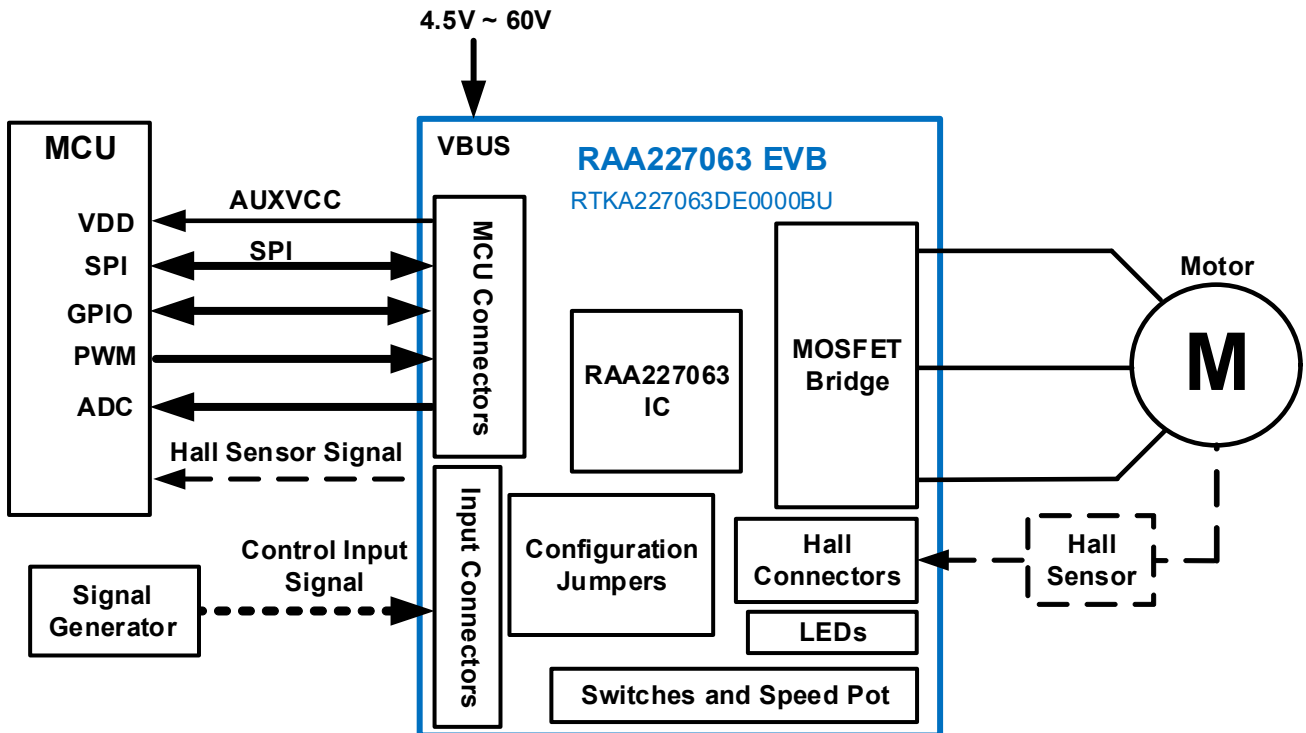 4.5V ~ 60V
MCU
VDD
SPI
GPIO
PWM
ADC
AUXVCC
SPI
Hall Sensor Signal
Control Input
Signal
Signal
Generator
VBUS
RAA227063 EVB
RTKA227063DE0000BU
MCU Connectors
Input Connectors
RAA227063
IC
MOSFET
Bridge
Configuration
Jumpers
Hall
Connectors
LEDs
Switches and Speed Pot
Motor
M
Hall
Sensor